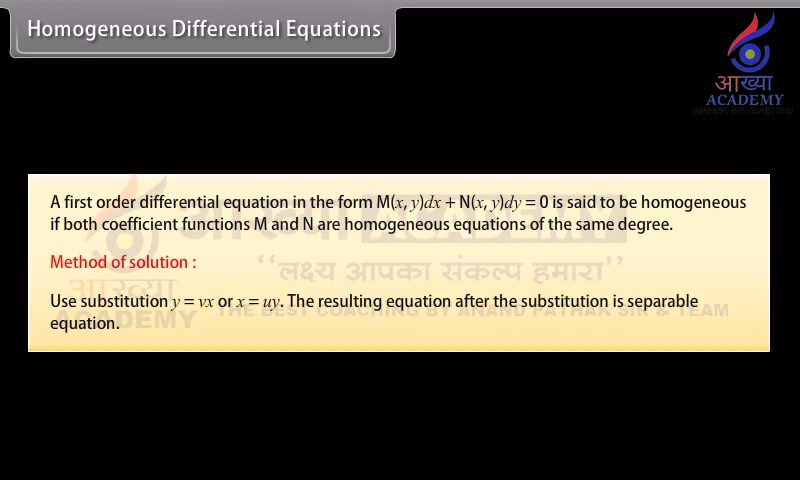 Homogeneous Differential Equations
आख्या
ACADEMY
A first order differential equation in the form M(x, y)dx + N(x, y)dy = 0 is said to be homogeneous
if both coefficient functions M and N are homogeneous equations of the same degree.
Method of solution :
Use substitution y = vx or x = uy. The resulting equation after the substitution is separable
equation.
आख्या ACADEMY
‘‘लक्ष्य आपका संकल्प हमारा’’
आख्या
ACADEMY
THE BEST COACHING BY ANAND PATHAK SIR & TEAM